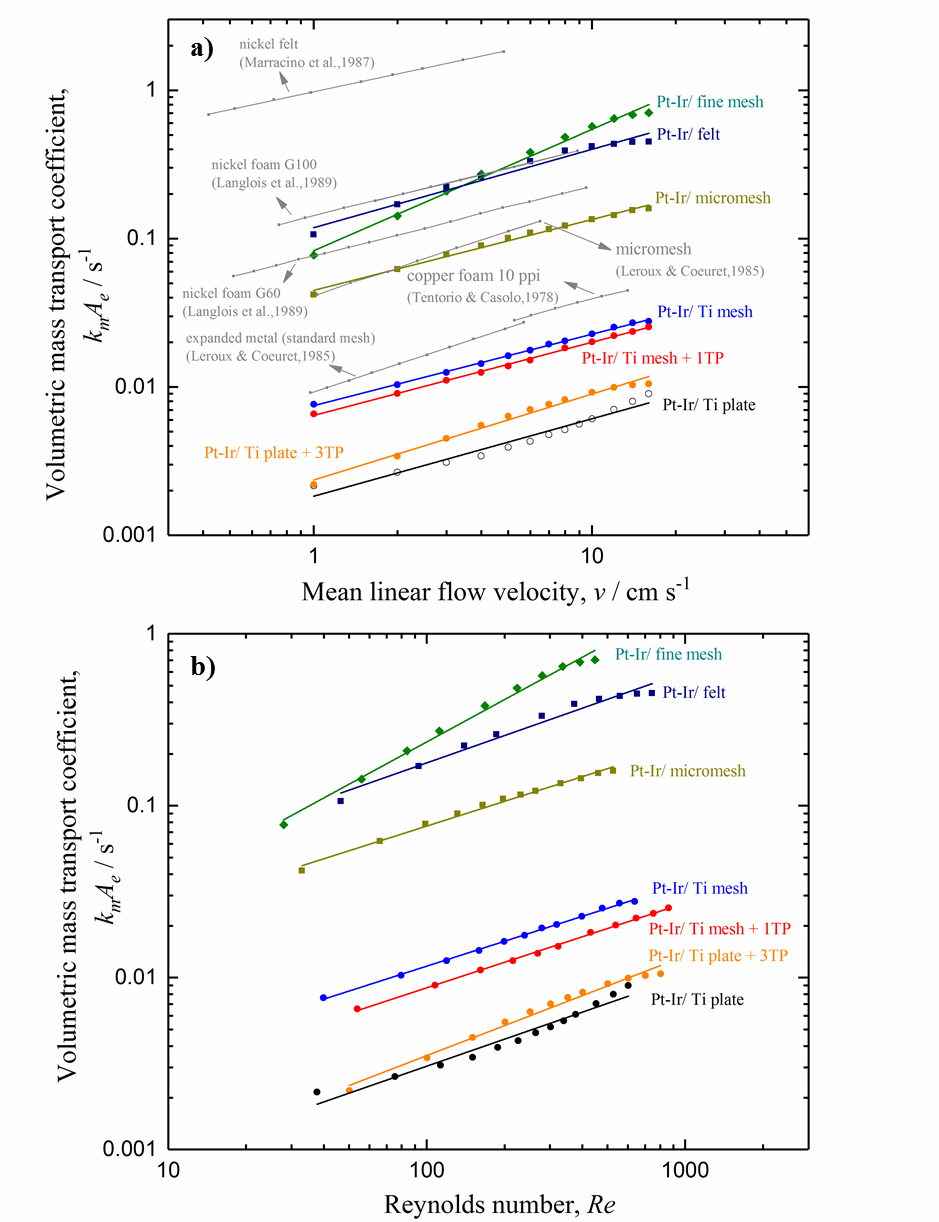 a)
nickel felt
(Marracino et al.,1987)
1
Pt-Ir/ fine mesh
Pt-Ir/ felt
nickel foam G100
(Langlois et al.,1989)
Pt-Ir/ micromesh
0.1
micromesh
(Leroux & Coeuret,1985)
copper foam 10 ppi
(Tentorio & Casolo,1978)
nickel foam G60
(Langlois et al.,1989)
Pt-Ir/ Ti mesh
expanded metal (standard mesh)
(Leroux & Coeuret,1985)
Pt-Ir/ Ti mesh + 1TP
0.01
Pt-Ir/ Ti plate
Pt-Ir/ Ti plate + 3TP
0.001
1
10
Volumetric mass transport coefficient,
kₘAₑ / s⁻¹
Mean linear flow velocity, v / cm s⁻¹
1
b)
Pt-Ir/ fine mesh
Pt-Ir/ felt
Pt-Ir/ micromesh
0.1
Pt-Ir/ Ti mesh
Pt-Ir/ Ti mesh + 1TP
Pt-Ir/ Ti plate + 3TP
0.01
Pt-Ir/ Ti plate
0.001
10
100
1000
Volumetric mass transport coefficient,
kₘAₑ / s⁻¹
Reynolds number, Re